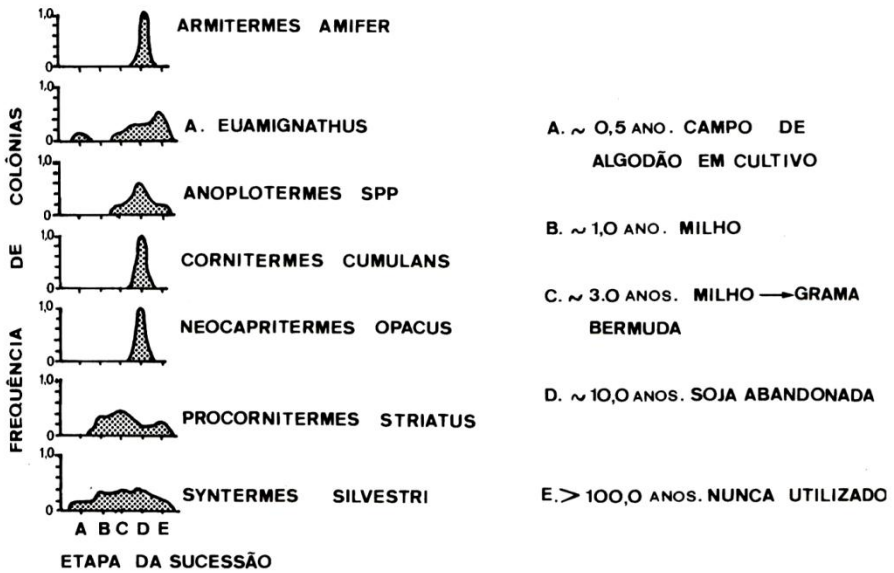 FREQUÊNCIA DE COLÔNIAS
1,0
0
ARMITERMES AMIFER
1,0
0
A. EUAMIGNATHUS
1,0
0
ANOPLOTERMES SPP
1,0
0
CORNITERMES CUMULANS
1,0
0
NEOCAPRITERMES OPACUS
1,0
0
PROCORNITERMES STRIATUS
1,0
0
SYNTERMES SILVESTRI
A B C D E
ETAPA DA SUCESSÃO
A. ~ 0,5 ANO. CAMPO DE
ALGODÃO EM CULTIVO
B. ~ 1,0 ANO. MILHO
C. ~ 3.0 ANOS. MILHO → GRAMA
BERMUDA
D. ~ 10,0 ANOS. SOJA ABANDONADA
E. > 100,0 ANOS. NUNCA UTILIZADO